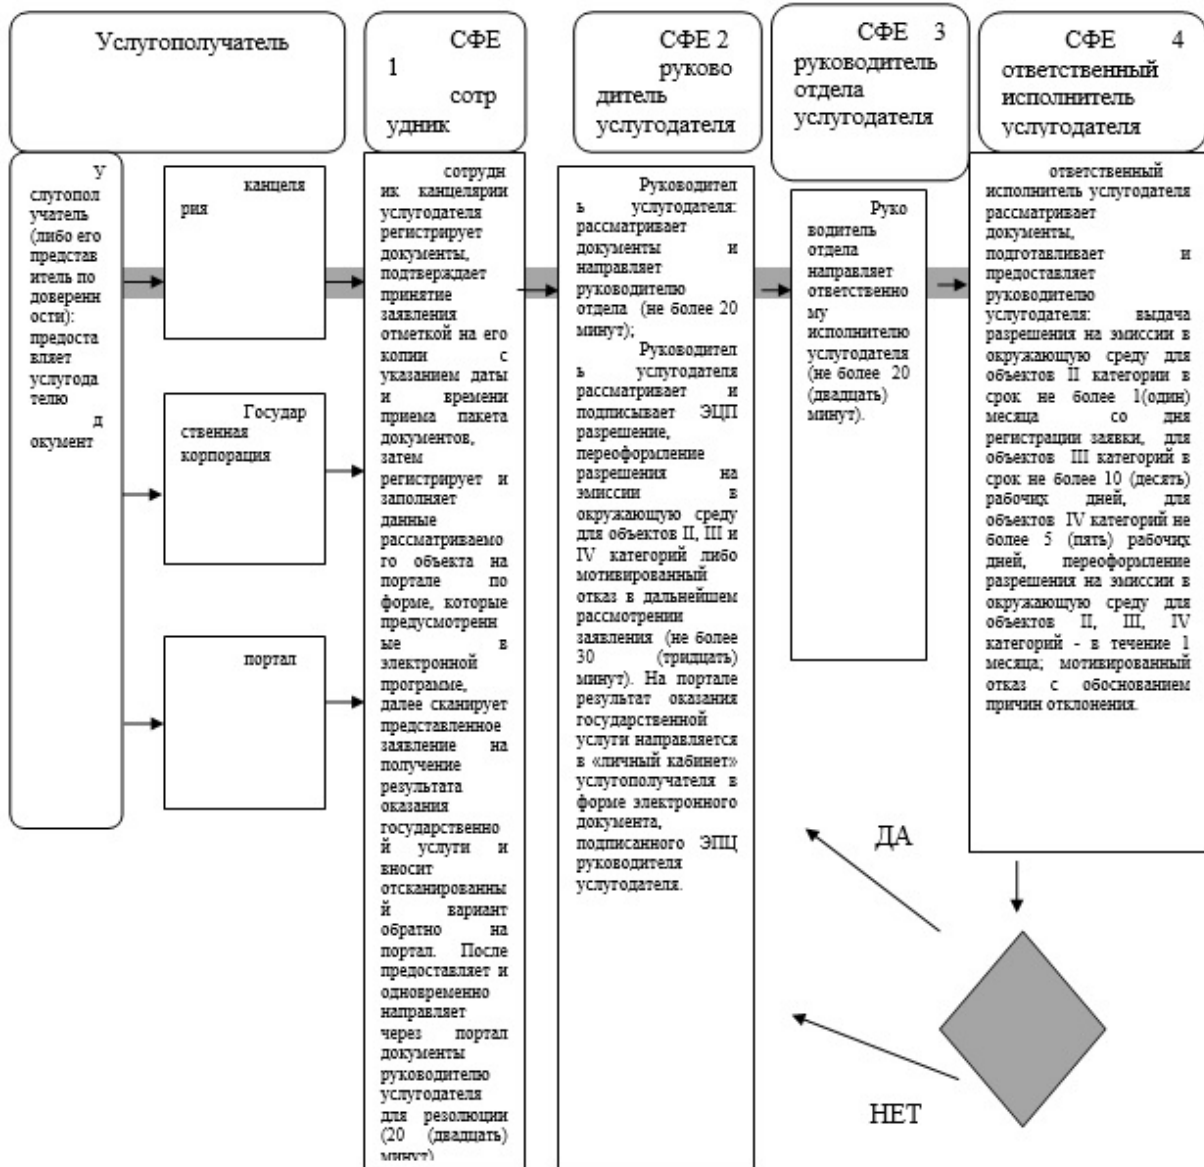 Услугополучатель
СФЕ
1
сотр
удник
СФЕ 2
руково
дитель
услугодателя
СФЕ 3
руководитель
отдела
услугодателя
СФЕ 4
ответственный
исполнитель
услугодателя
У
слугопол
учатель
(либо его
представ
итель по
доверенн
ости):
предоста
вляет
услугода
телю
д
окумент
канцеля
рия
Государ
ственная
корпорация
портал
сотрудн
ик канцелярии
услугодателя
регистрирует
документы,
подтверждает
принятие
заявления
отметкой на его
копии с
указанием даты
и времени
приема пакета
документов,
затем
регистрирует и
заполняет
данные
рассматриваемо
го объекта на
портале по
форме, которые
предусмотренн
ые в
электронной
программе,
далее сканирует
представленное
заявление на
получение
результата
оказания
государственно
й услуги и
вносит
отсканированны
й вариант
обратно на
портал. После
предоставляет и
одновременно
направляет
через портал
документы
руководителю
услугодателя
для резолюции
(20 (двадцать)
минут)
Руководител
ь услугодателя:
рассматривает
документы и
направляет
руководителю
отдела (не более 20
минут);
Руководител
ь услугодателя
рассматривает и
подписывает ЭЦП
разрешение,
переоформление
разрешения на
эмиссии в
окружающую среду
для объектов II, III и
IV категорий либо
мотивированный
отказ в дальнейшем
рассмотрении
заявления (не более
30 (тридцать)
минут). На портале
результат оказания
государственной
услуги направляется
в «личный кабинет»
услугополучателя в
форме электронного
документа,
подписанного ЭПЦ
руководителя
услугодателя.
Руко
водитель
отдела
направляет
ответственно
му
исполнителю
услугодателя
(не более 20
(двадцать)
минут).
ответственный
исполнитель услугодателя
рассматривает
документы,
подготавливает и
предоставляет
руководителю
услугодателя: выдача
разрешения на эмиссии в
окружающую среду для
объектов II категории в
срок не более 1(один)
месяца со дня
регистрации заявки, для
объектов III категорий в
срок не более 10 (десять)
рабочих дней, для
объектов IV категорий не
более 5 (пять) рабочих
дней, переоформление
разрешения на эмиссии в
окружающую среду для
объектов II, III, IV
категорий - в течение 1
месяца; мотивированный
отказ с обоснованием
причин отклонения.
ДА
НЕТ